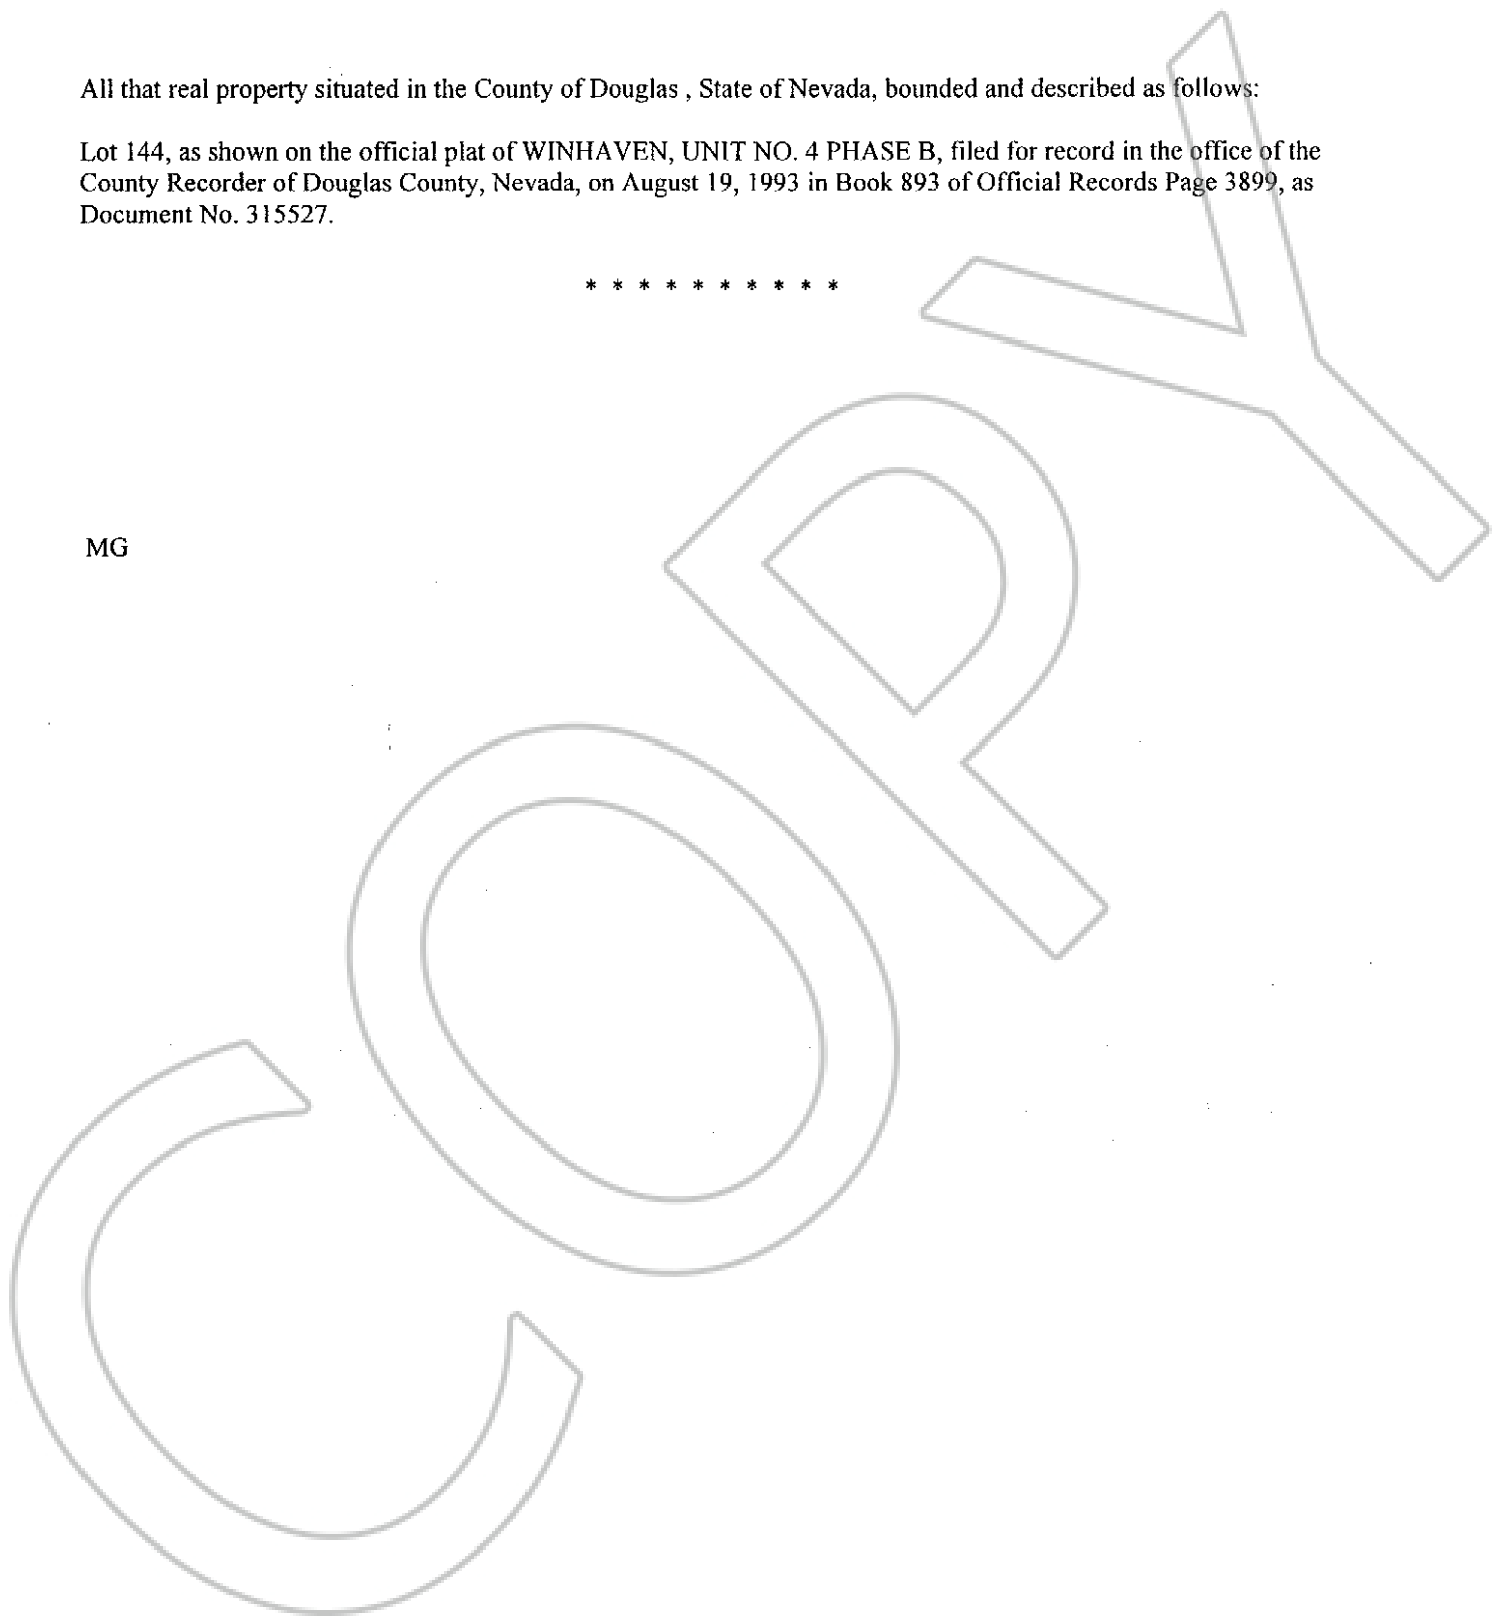 All that real property situated in the County of Douglas , State of Nevada, bounded and described as follows:
Lot 144, as shown on the official plat of WINHAVEN, UNIT NO. 4 PHASE B, filed for record in the office of the
County Recorder of Douglas County, Nevada, on August 19, 1993 in Book 893 of Official Records Page 3899, as
Document No. 315527.
* * * * * * * * * *
MG
COPY